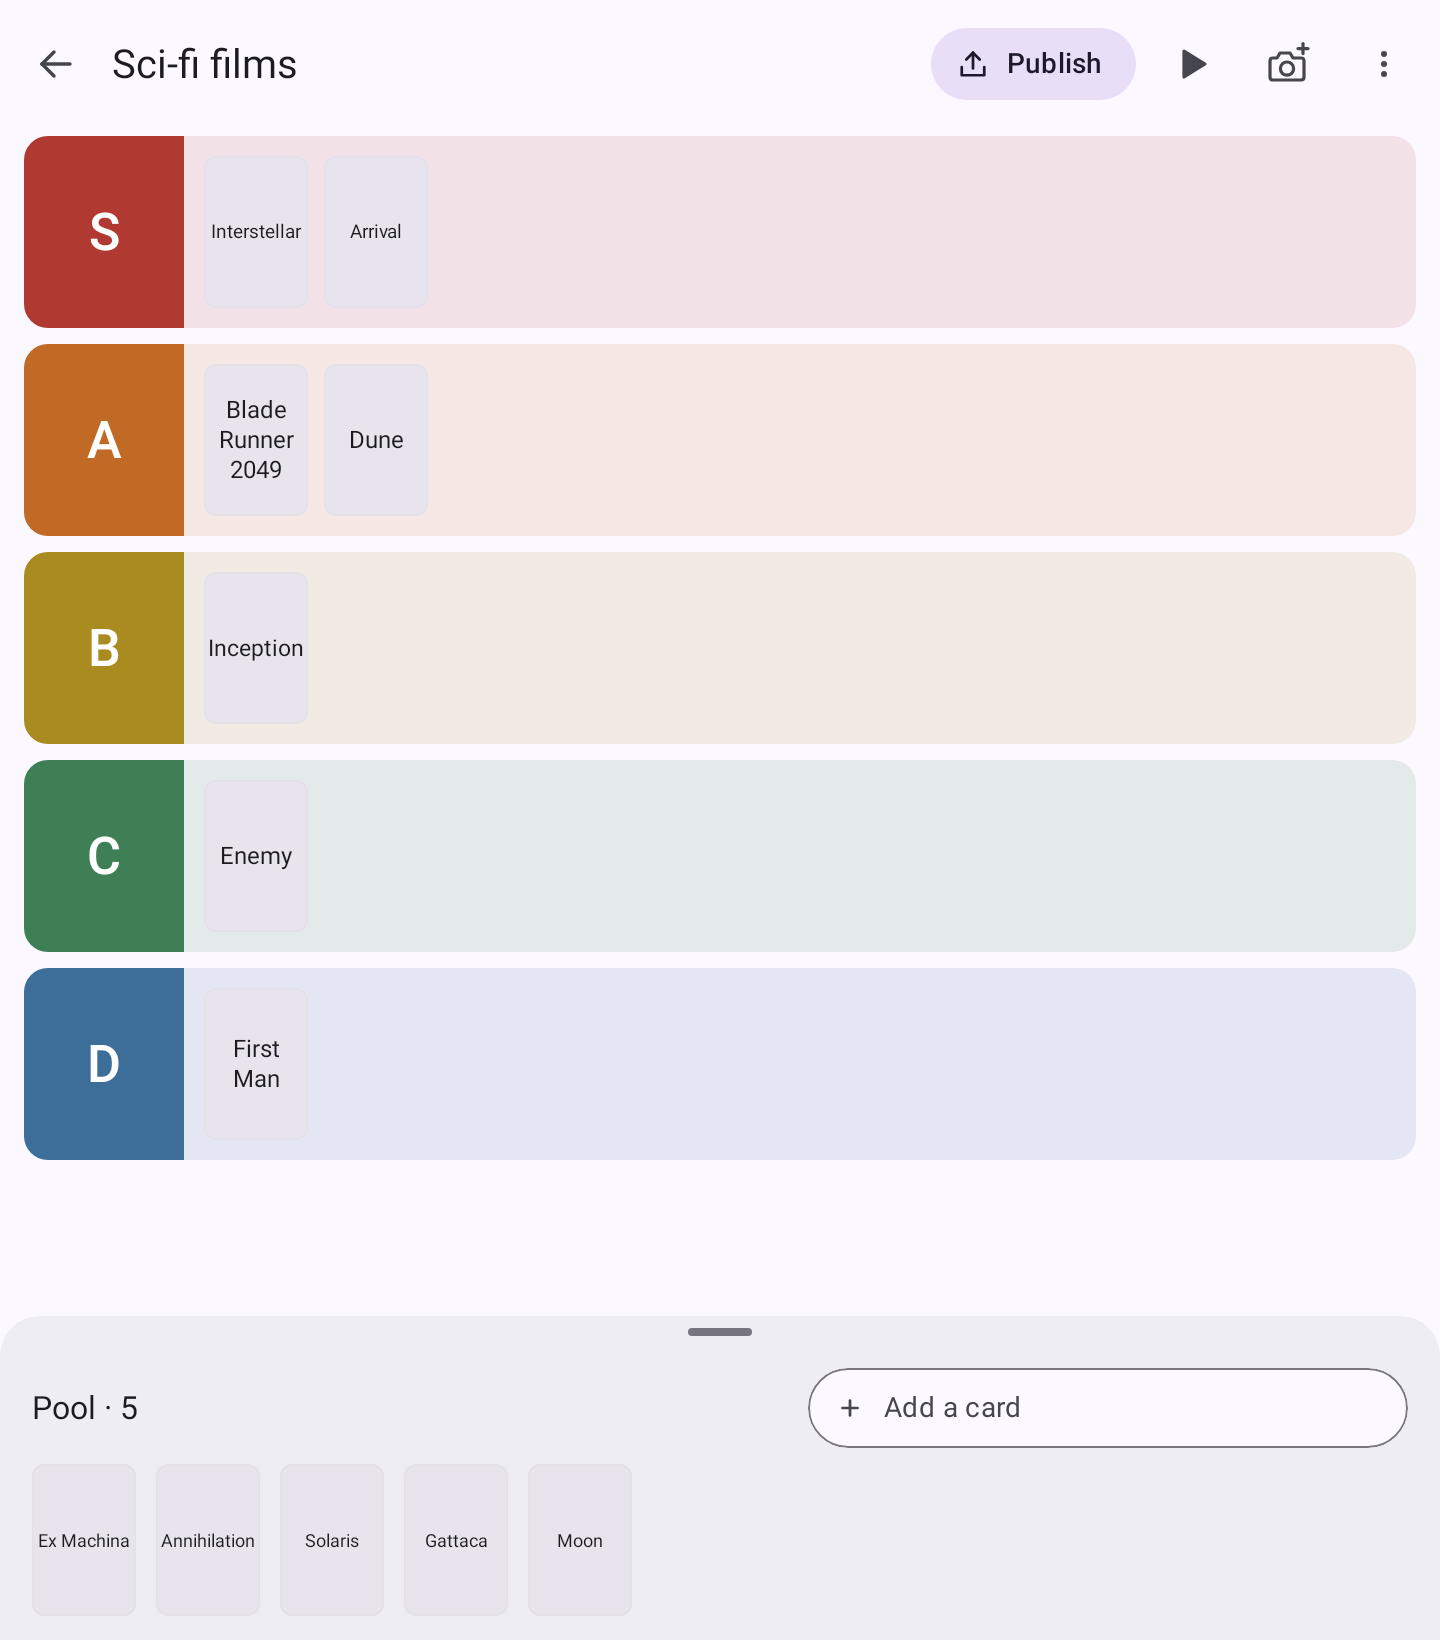 Sci-fi films
Publish
S
Interstellar
Arrival
A
Blade
Runner
2049
Dune
B
Inception
C
Enemy
D
First
Man
Pool · 5
Add a card
Ex Machina
Annihilation
Solaris
Gattaca
Moon